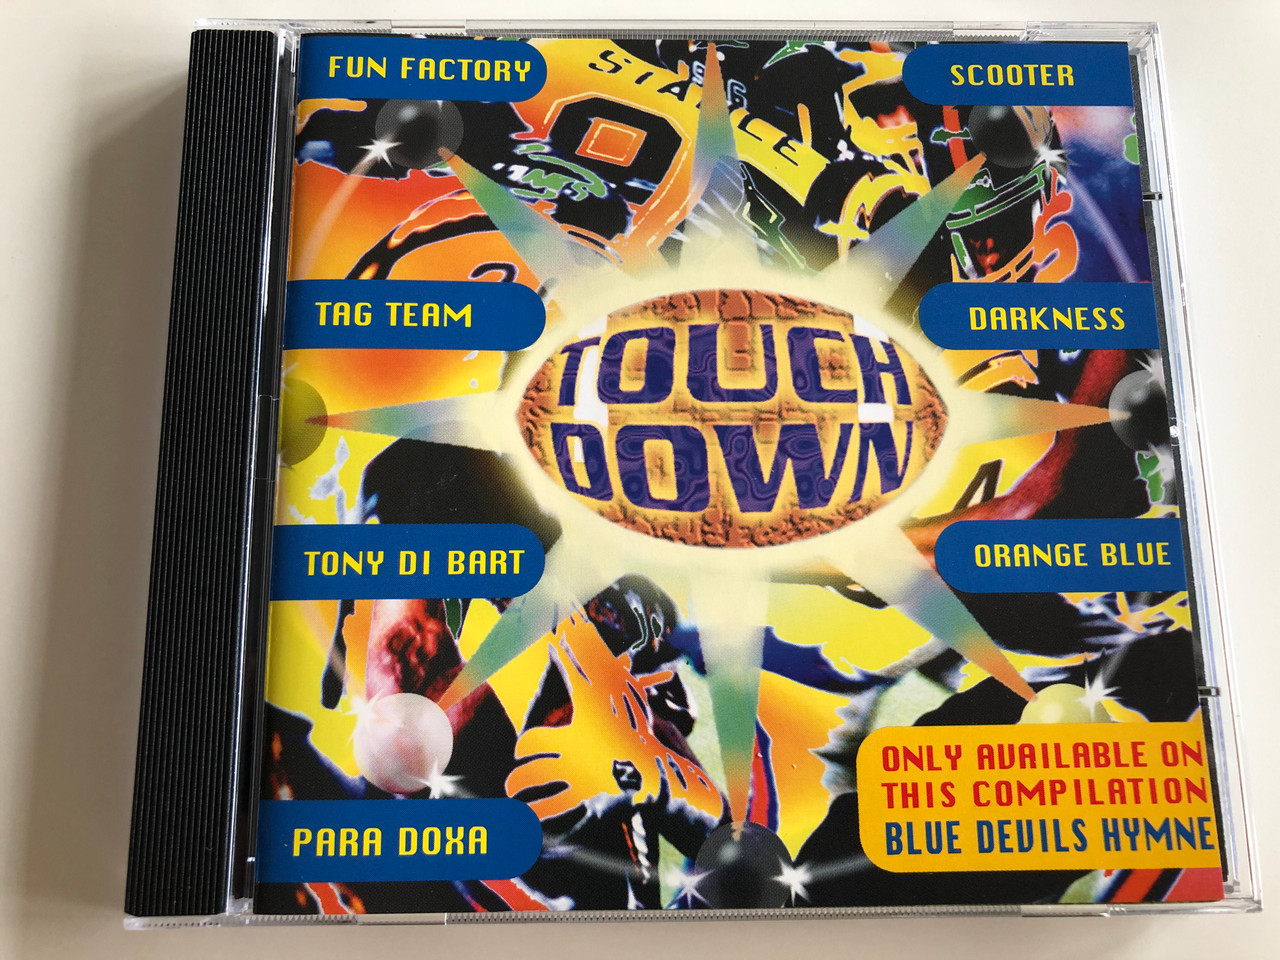 FUN FACTORY
SCOOTER
TAG TEAM
DARKNESS
TOUCH
DOWN
TONY DI BART
ORANGE BLUE
PARA DOXA
ONLY AVAILABLE ON
THIS COMPILATION
BLUE DEVILS HYMNE